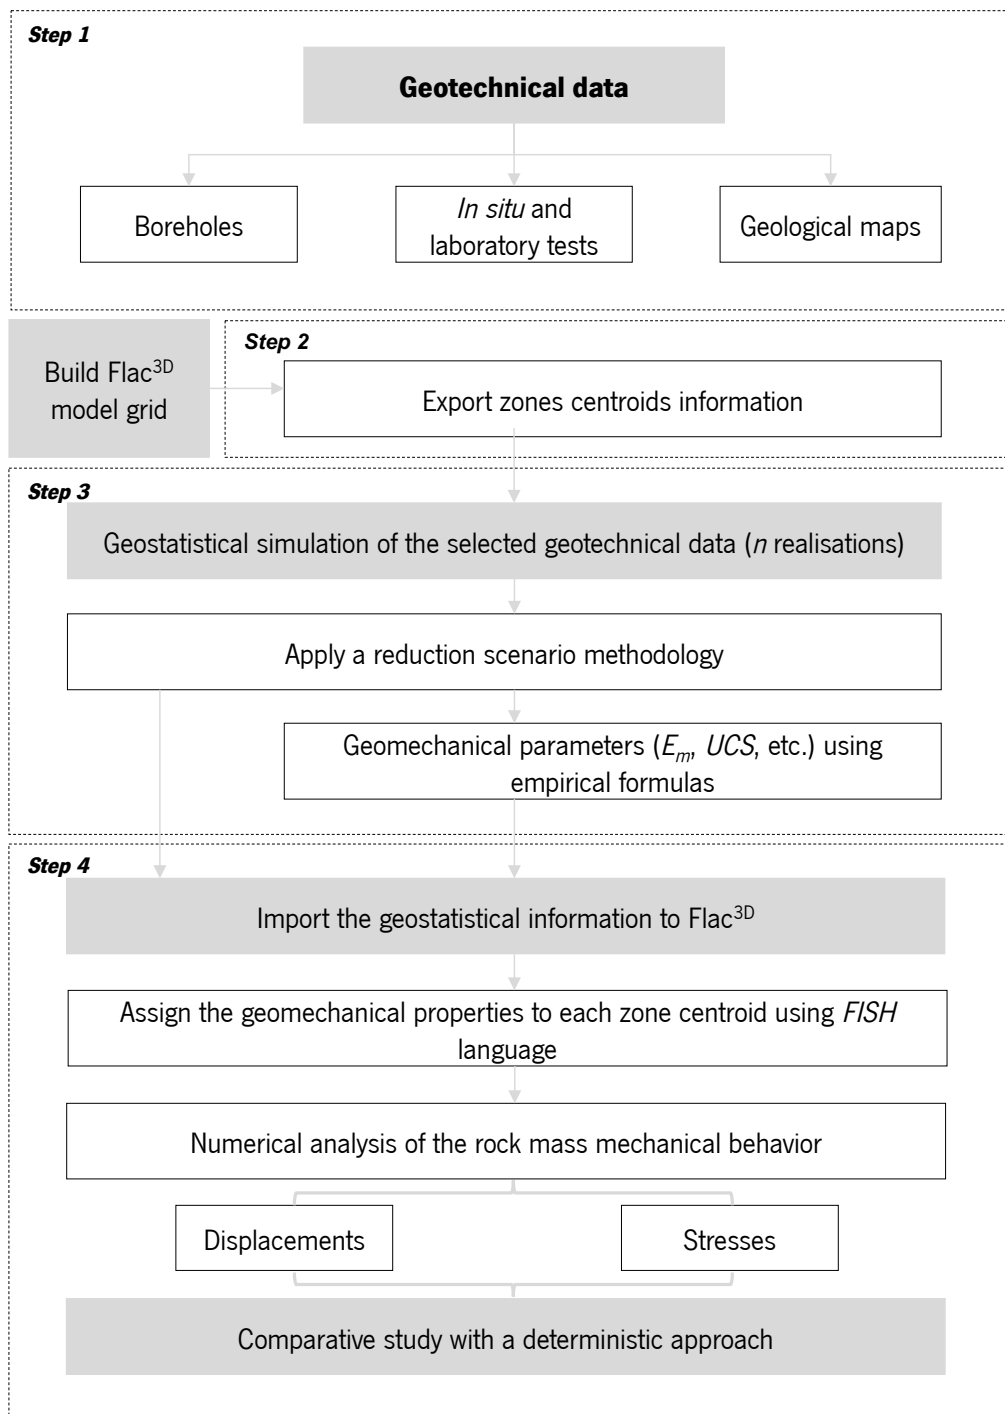 Step 1
Geotechnical data
Boreholes
In situ and
laboratory tests
Geological maps
Build Flac3D
model grid
Step 2
Export zones centroids information
Step 3
Geostatistical simulation of the selected geotechnical data (n realisations)
Apply a reduction scenario methodology
Geomechanical parameters (Em, UCS, etc.) using
empirical formulas
Step 4
Import the geostatistical information to Flac3D
Assign the geomechanical properties to each zone centroid using FISH
language
Numerical analysis of the rock mass mechanical behavior
Displacements
Stresses
Comparative study with a deterministic approach